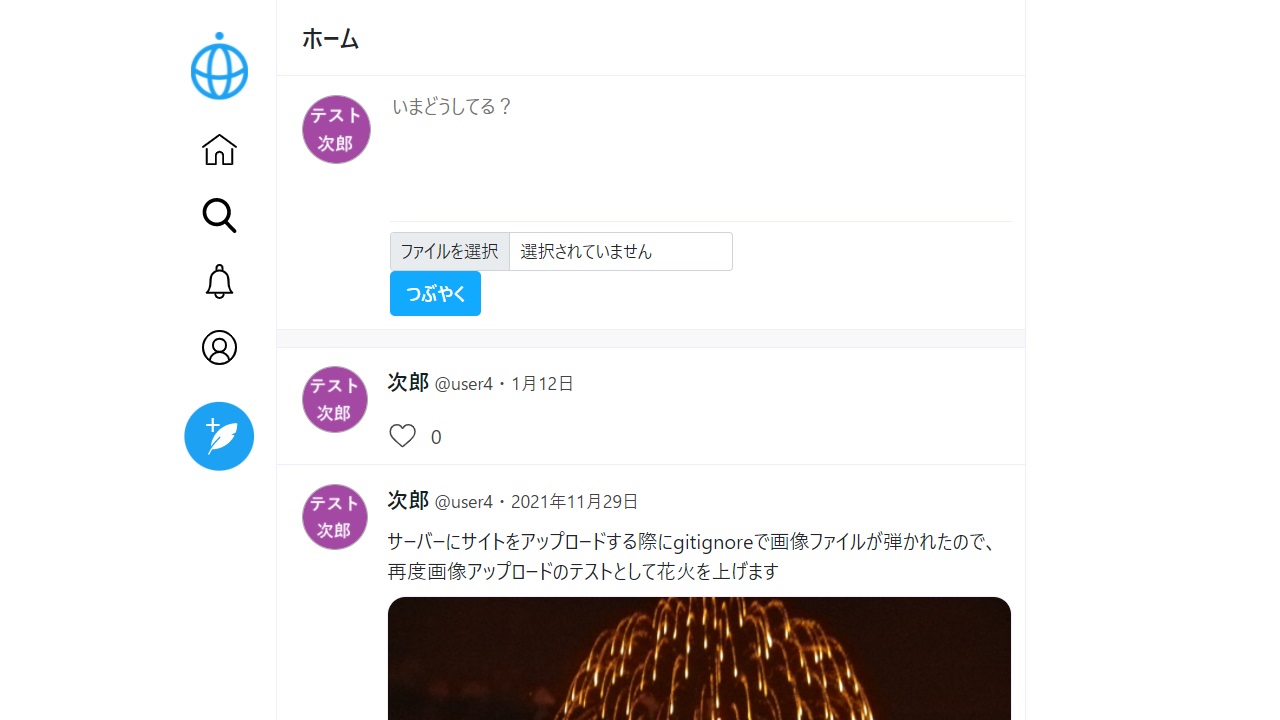 ホーム
テスト
次郎
いまどうしてる？
ファイルを選択 選択されていません
つぶやく
テスト
次郎
次郎 @user4・1月12日
0
テスト
次郎
次郎 @user4・2021年11月29日
サーバーにサイトをアップロードする際にgitignoreで画像ファイルが弾かれたので、
再度画像アップロードのテストとして花火を上げます